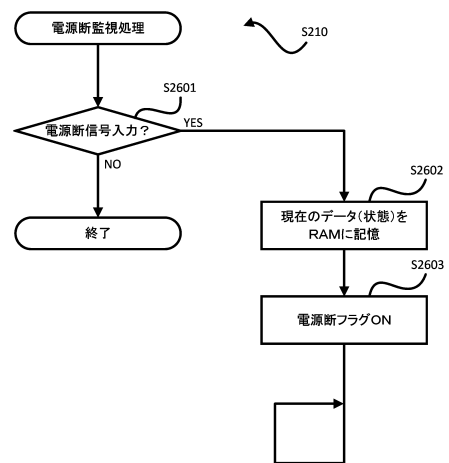 電源断監視処理
S210
S2601
電源断信号入力？
YES
NO
S2602
現在のデータ(状態)を
RAMに記憶
終了
S2603
電源断フラグON